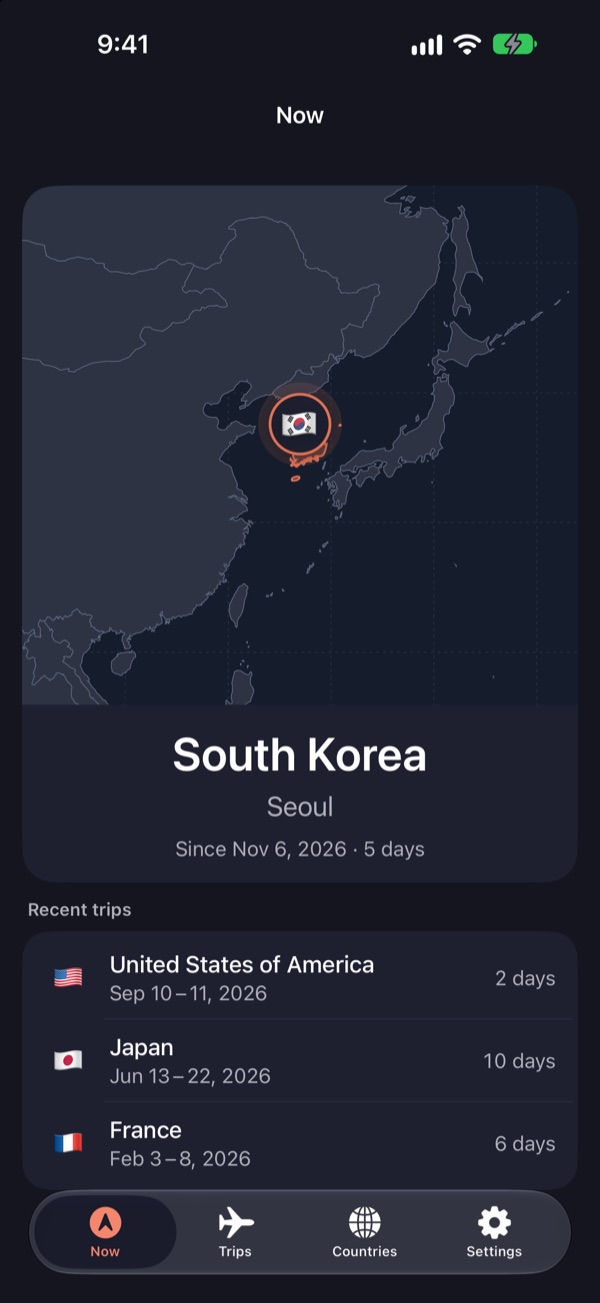 9:41
Now
South Korea
Seoul
Since Nov 6, 2026 · 5 days
Recent trips
United States of America
2 days
Sep 10 – 11, 2026
Japan
10 days
Jun 13 – 22, 2026
France
6 days
Feb 3 – 8, 2026
Now Trips Countries Settings